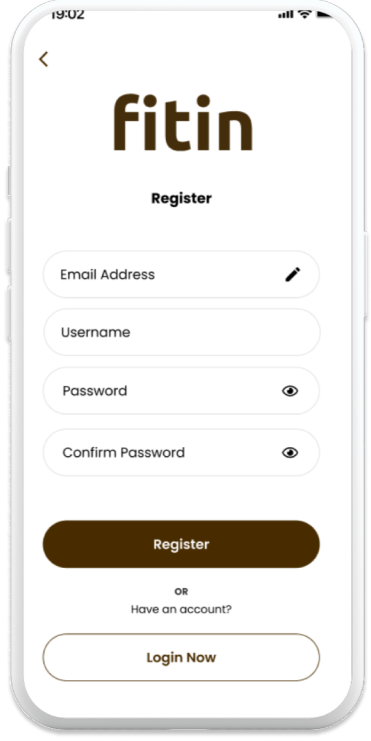 19:02
fitin
Register
Email Address
Username
Password
Confirm Password
Register
OR
Have an account?
Login Now